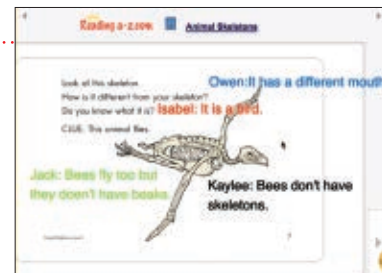 Reading a-z.com Animal Skeletons
Look at this skeleton.
How is it different from your skeleton?
Do you know what it is?
CLUE: This animal flies.
Owen:It has a different mouth
Isabel: It is a bird.
Jack: Bees fly too but
they doen't have beaks.
Kaylee: Bees don't have
skeletons.
7